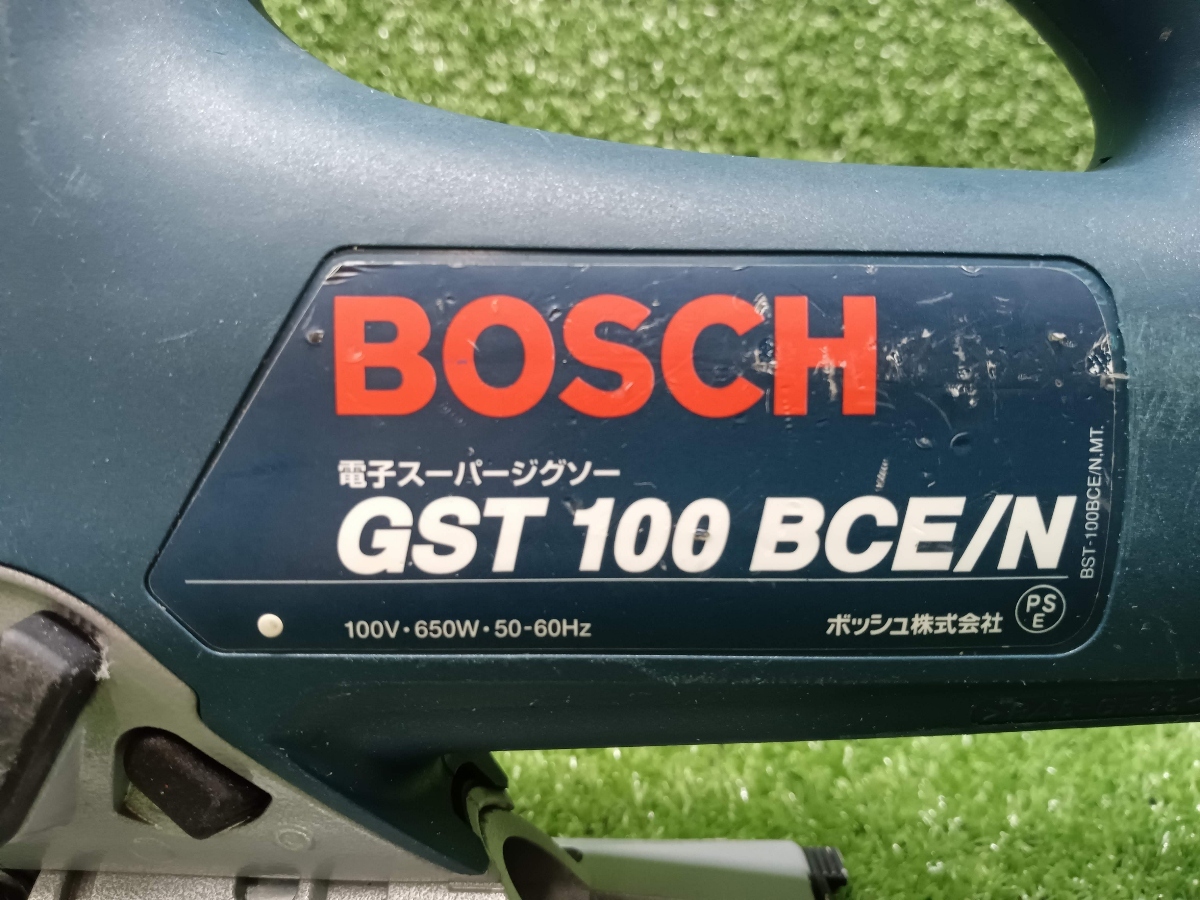 BOSCH
電子スーパージグソー
GST 100 BCE/N
BST-100BCE/N.MT.
100V・650W・50-60Hz
ボッシュ株式会社
PS
E